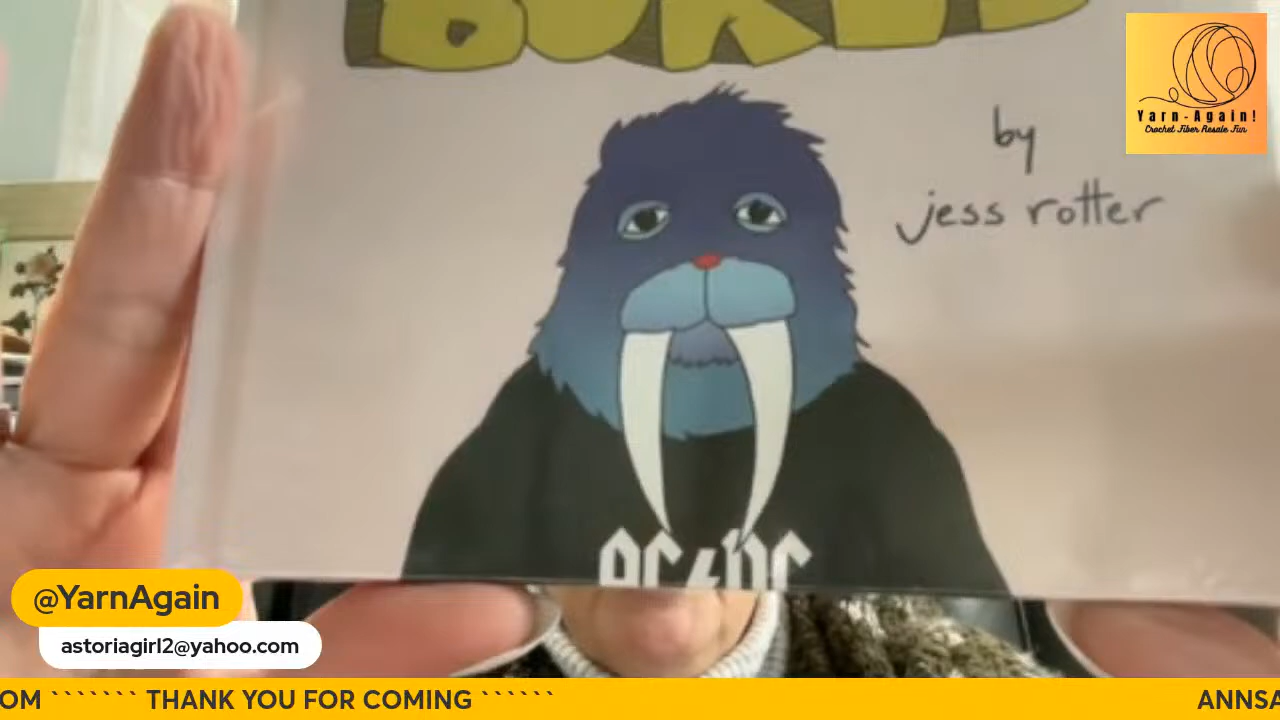 by
jess rotter
AC⚡DC
Yarn-Again!
Crochet Fiber Resale Fun
@YarnAgain
astoriagirl2@yahoo.com
OM ``````` THANK YOU FOR COMING ``````
ANNSA